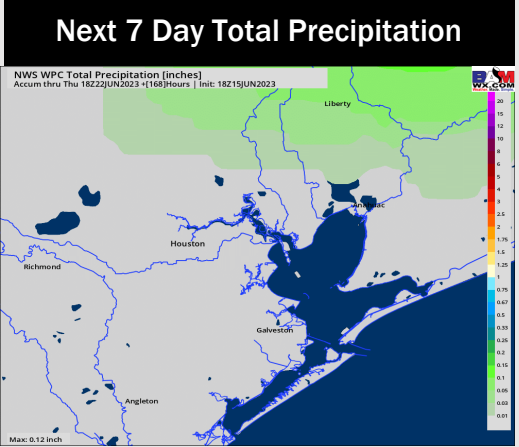 Next 7 Day Total Precipitation
NWS WPC Total Precipitation [inches]
Accum thru Thu 18Z22JUN2023 +[168]Hours | Init: 18Z15JUN2023
BAM
WX.COM
Liberty
Anahuac
Houston
Richmond
Galveston
Angleton
Max: 0.12 inch
20
15
12
10
8
6
5
4
3
2.5
2
1.75
1.5
1.25
1
0.75
0.67
0.5
0.33
0.25
0.2
0.15
0.1
0.05
0.03
0.01